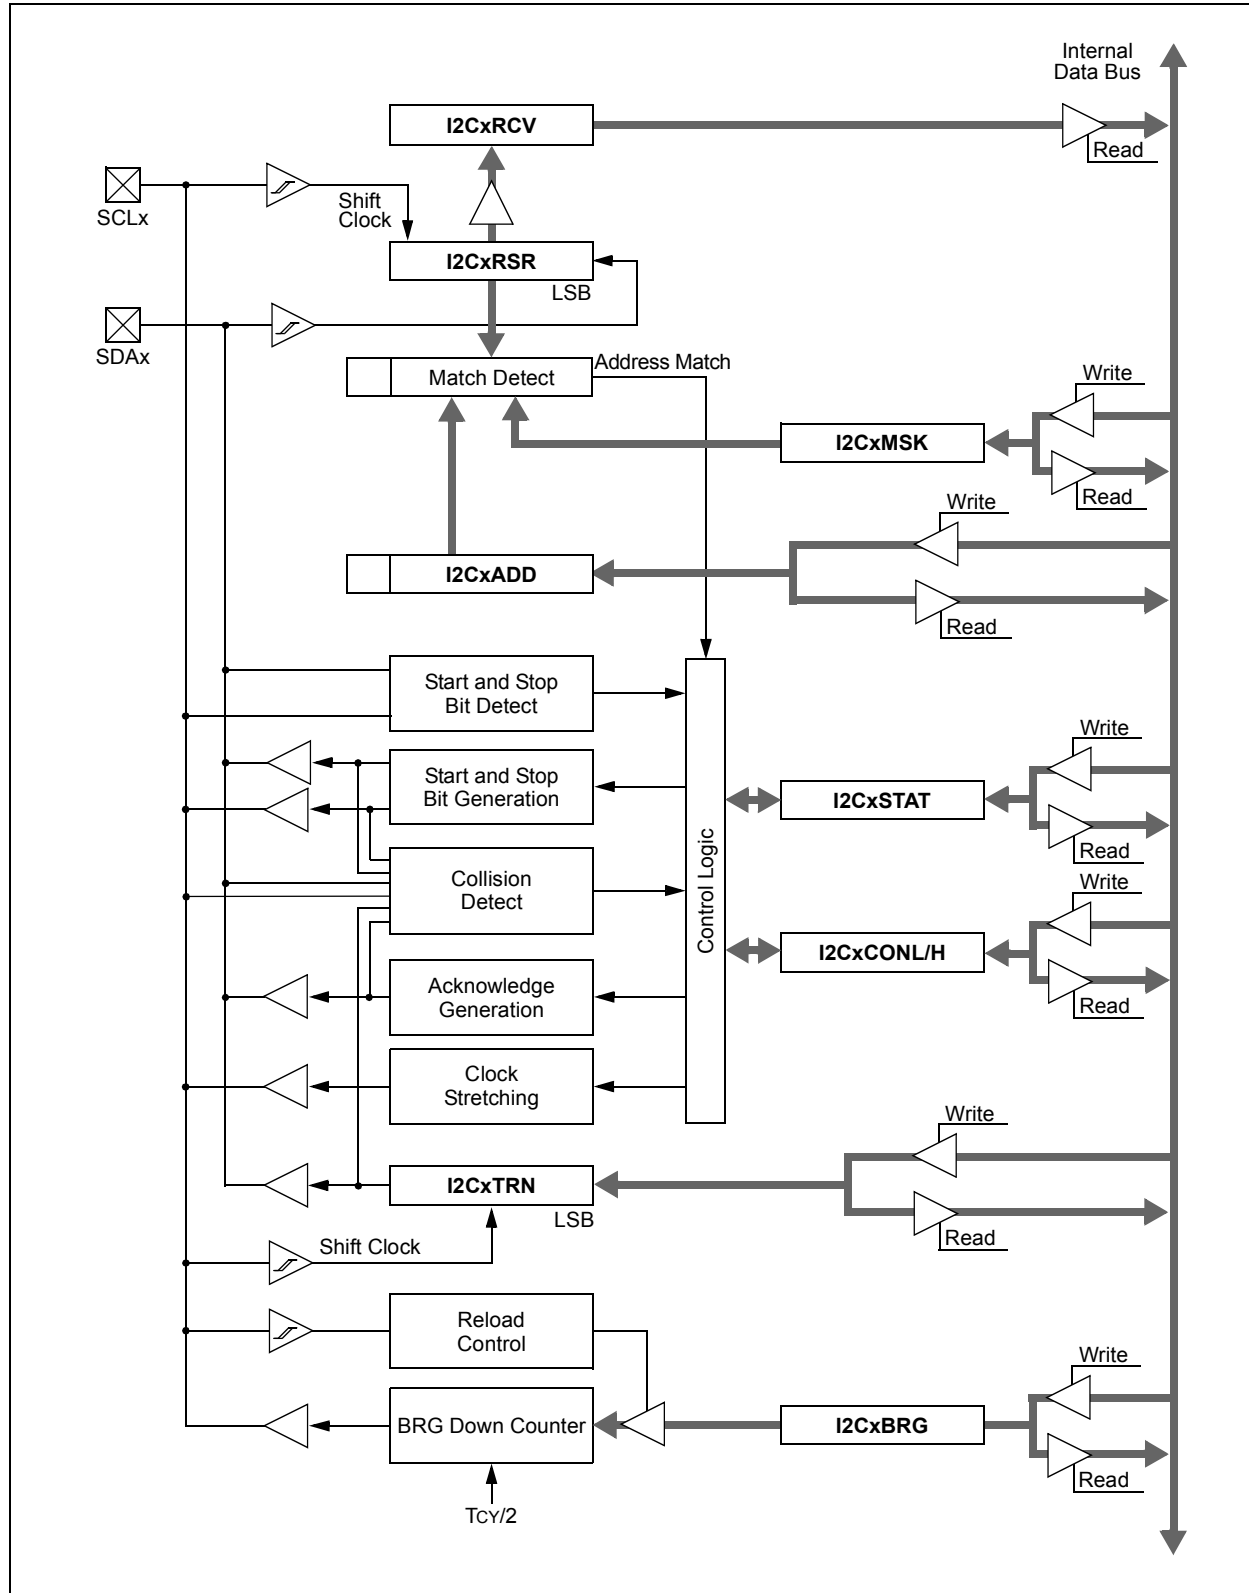 Internal
Data Bus
I2CxRCV
Read
SCLx
Shift
Clock
I2CxRSR
LSB
SDAx
Address Match
Match Detect
Write
I2CxMSK
Read
Write
I2CxADD
Read
Start and Stop
Bit Detect
Write
Start and Stop
Bit Generation
I2CxSTAT
Read
Control Logic
Collision
Detect
Write
I2CxCONL/H
Acknowledge
Generation
Read
Clock
Stretching
Write
I2CxTRN
LSB
Read
Shift Clock
Reload
Control
Write
BRG Down Counter
I2CxBRG
Read
TCY/2